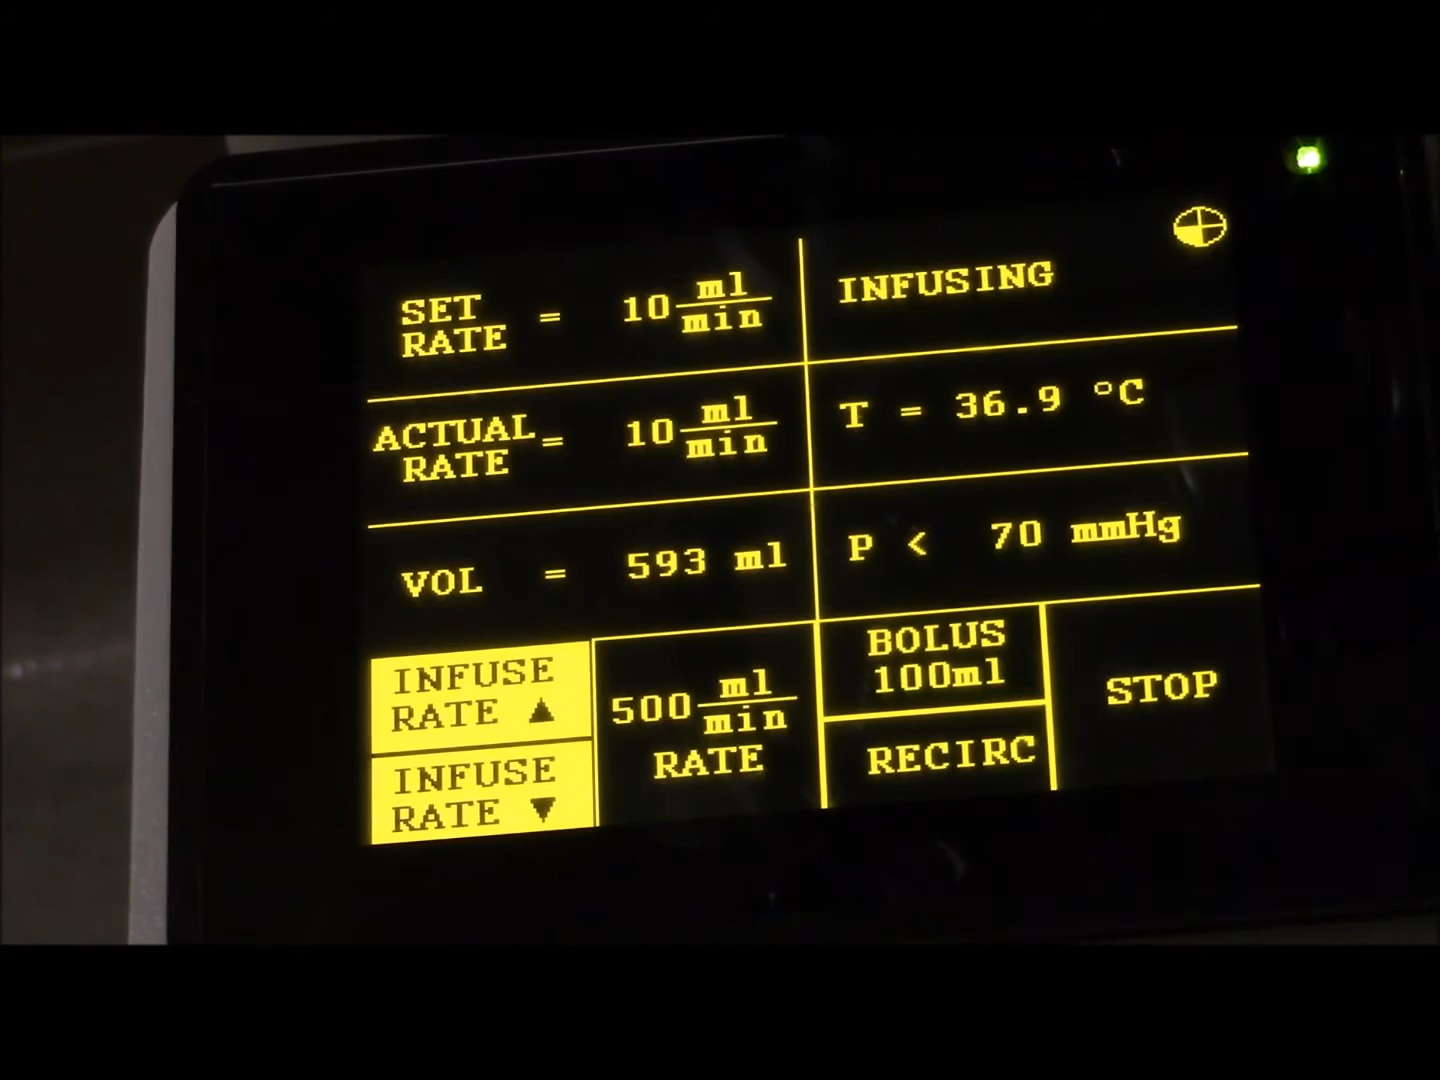 SET RATE = 10 ml/min
INFUSING
ACTUAL RATE = 10 ml/min
T = 36.9 °C
VOL = 593 ml
P < 70 mmHg
INFUSE RATE ▲
INFUSE RATE ▼
500 ml/min RATE
BOLUS 100ml
RECIRC
STOP